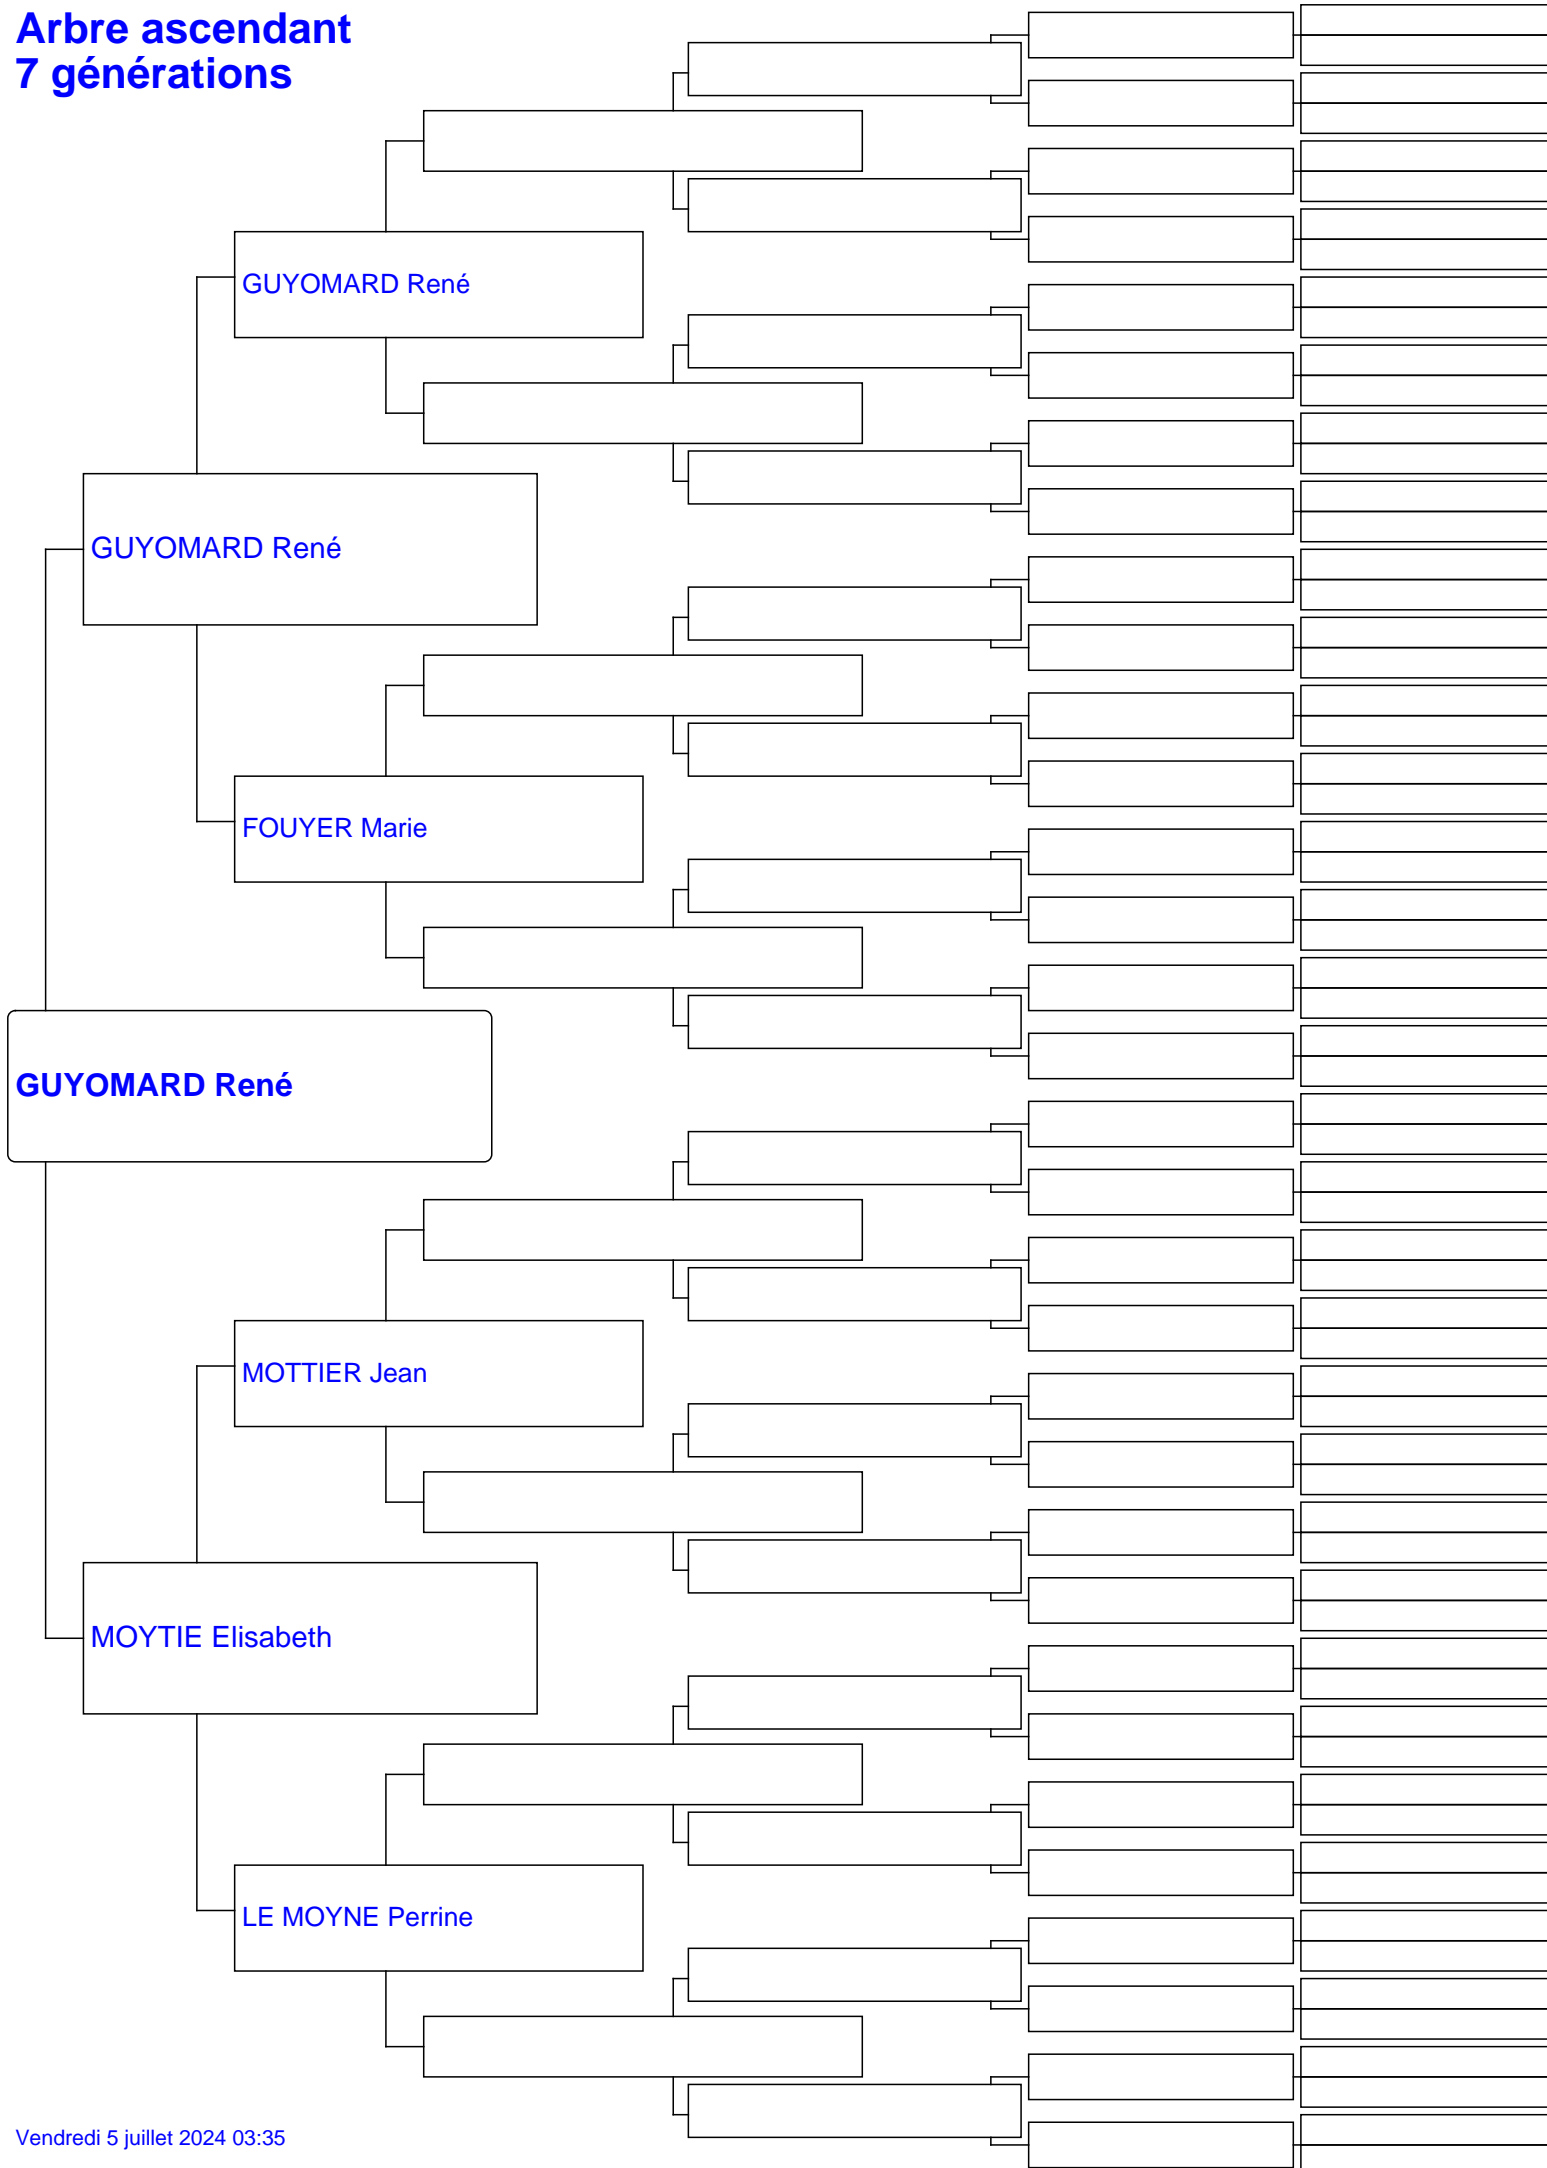 Arbre ascendant
7 générations
GUYOMARD René
GUYOMARD René
FOUYER Marie
GUYOMARD René
MOTTIER Jean
MOYTIE Elisabeth
LE MOYNE Perrine
Vendredi 5 juillet 2024 03:35